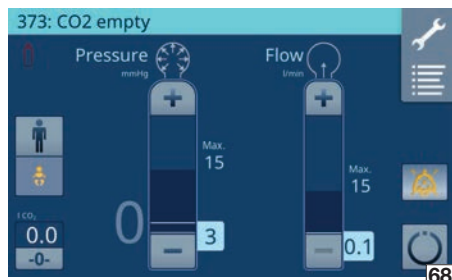 373: CO2 empty
Pressure
mmHg
Flow
l/min
Max.
15
Max.
15
0
3
0.1
l CO₂
0.0
-0-
68